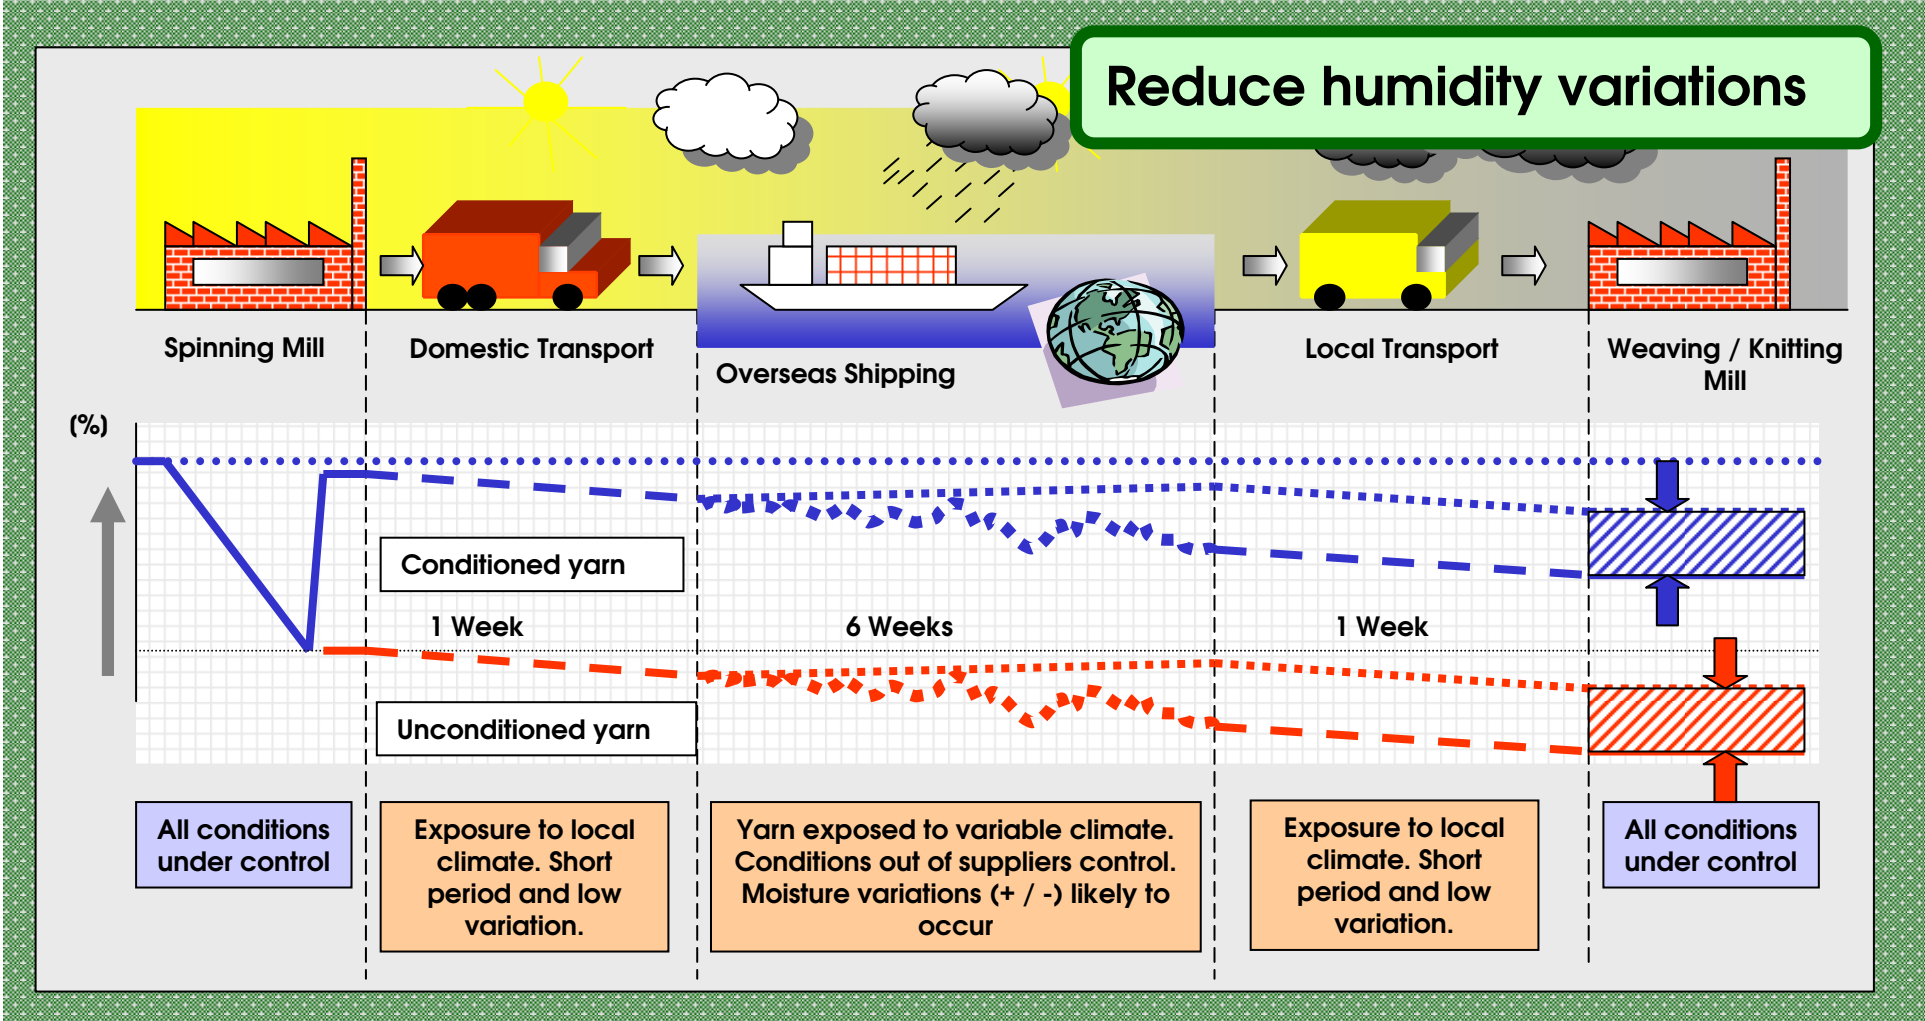 Reduce humidity variations
Spinning Mill
Domestic Transport
Overseas Shipping
Local Transport
Weaving / Knitting
Mill
(%)
Conditioned yarn
1 Week
6 Weeks
1 Week
Unconditioned yarn
All conditions
under control
Exposure to local
climate. Short
period and low
variation.
Yarn exposed to variable climate.
Conditions out of suppliers control.
Moisture variations (+ / -) likely to
occur
Exposure to local
climate. Short
period and low
variation.
All conditions
under control